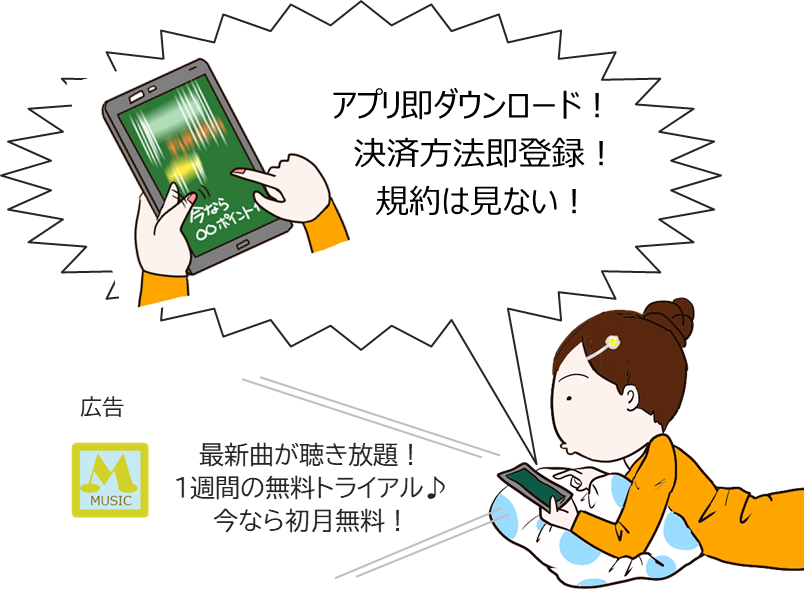 アプリ即ダウンロード！
決済方法即登録！
規約は見ない！
今なら
○○ポイント
広告
MUSIC
最新曲が聴き放題！
1週間の無料トライアル♪
今なら初月無料！